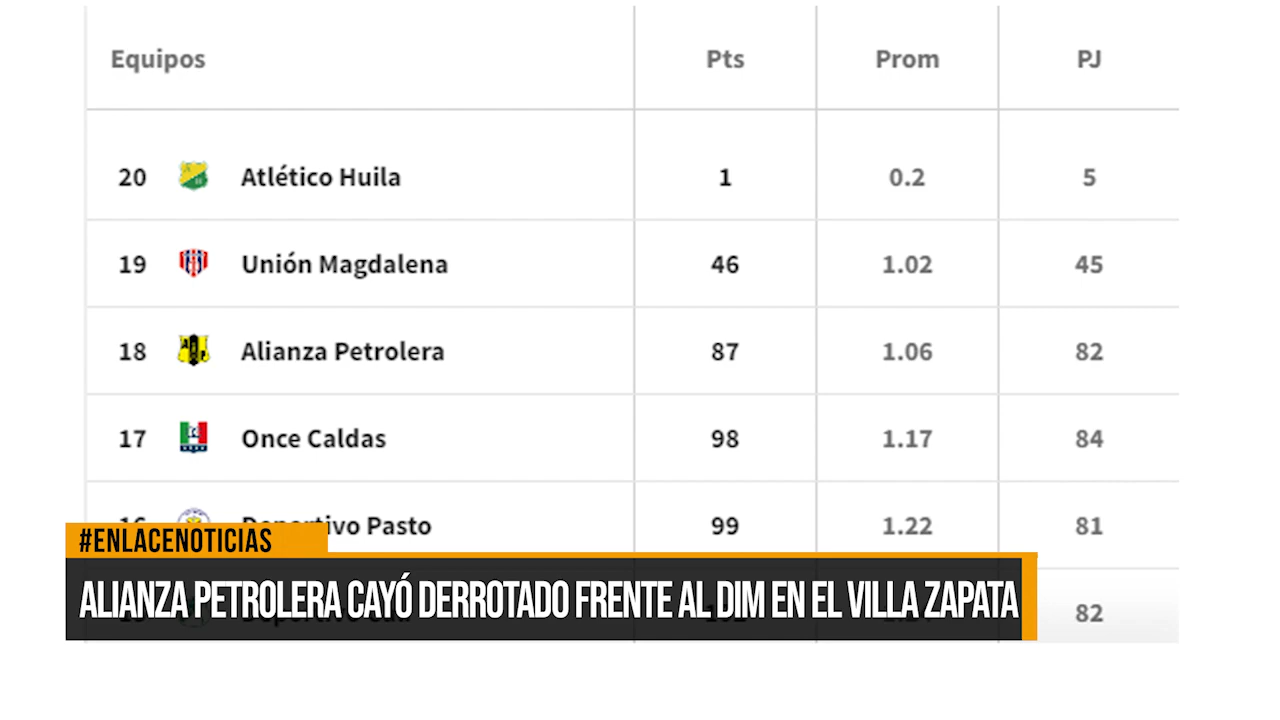 Equipos Pts Prom PJ
20 Atlético Huila 1 0.2 5
19 Unión Magdalena 46 1.02 45
18 Alianza Petrolera 87 1.06 82
17 Once Caldas 98 1.17 84
16 Deportivo Pasto 99 1.22 81
#ENLACENOTICIAS
ALIANZA PETROLERA CAYÓ DERROTADO FRENTE AL DIM EN EL VILLA ZAPATA
82